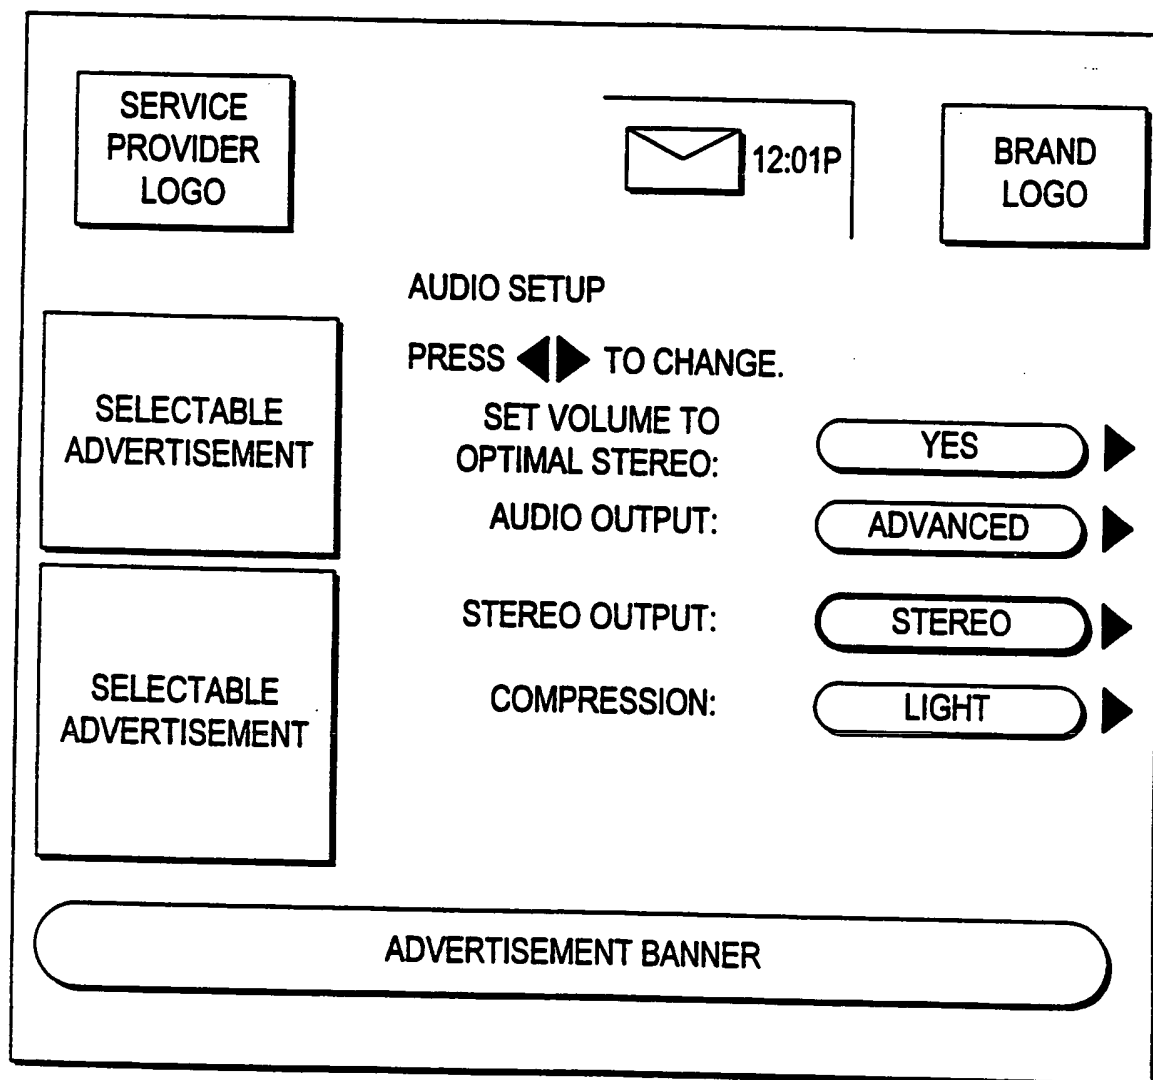 SERVICE
PROVIDER
LOGO
12:01P
BRAND
LOGO
AUDIO SETUP
PRESS ◀▶ TO CHANGE.
SELECTABLE
ADVERTISEMENT
SET VOLUME TO
OPTIMAL STEREO:
YES
AUDIO OUTPUT:
ADVANCED
STEREO OUTPUT:
STEREO
COMPRESSION:
LIGHT
SELECTABLE
ADVERTISEMENT
ADVERTISEMENT BANNER